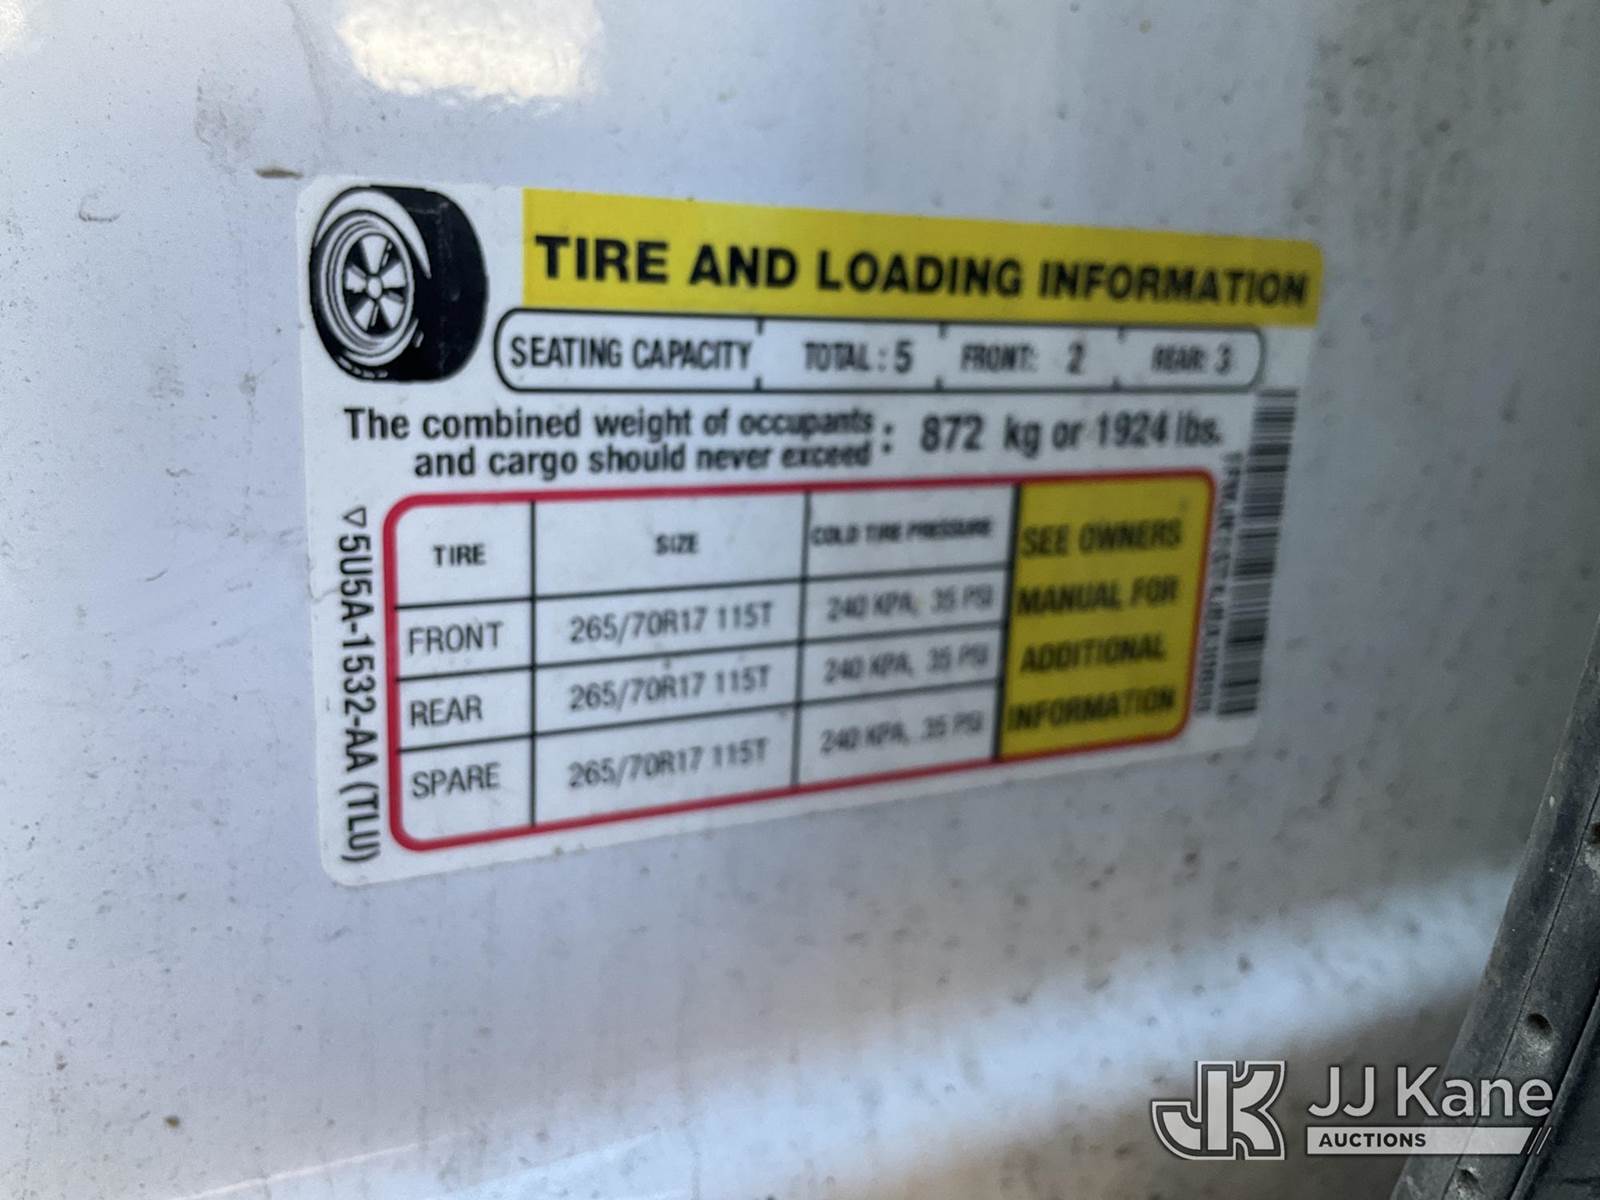 TIRE AND LOADING INFORMATION
SEATING CAPACITY TOTAL : 5 FRONT: 2 REAR: 3
The combined weight of occupants
and cargo should never exceed : 872 kg or 1924 lbs.
TIRE SIZE COLD TIRE PRESSURE
FRONT 265/70R17 115T 240 KPA, 35 PSI
REAR 265/70R17 115T 240 KPA, 35 PSI
SPARE 265/70R17 115T 240 KPA, 35 PSI
SEE OWNERS
MANUAL FOR
ADDITIONAL
INFORMATION
5U5A-1532-AA (TLU)
JK JJ Kane
AUCTIONS